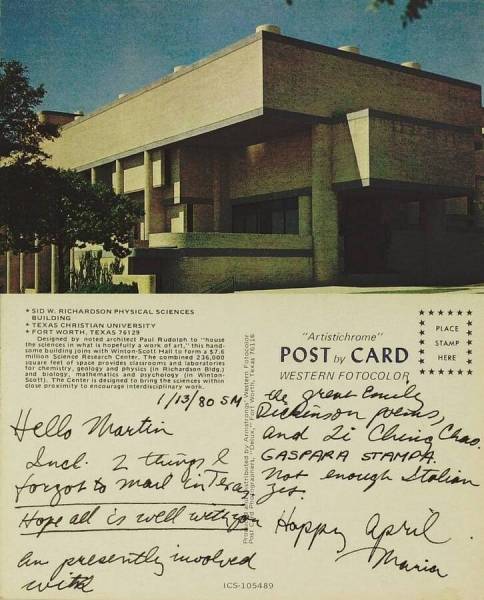 ★ SID W. RICHARDSON PHYSICAL SCIENCES
BUILDING
★ TEXAS CHRISTIAN UNIVERSITY
★ FORT WORTH, TEXAS 76129
Designed by noted architect Paul Rudolph to "house
the sciences in what is hopefully a work of art," this hand-
some building joins with Winton-Scott Hall to form a $7.6
million Science Research Center. The combined 236,000
square feet of space provides classrooms and laboratories
for chemistry, geology and physics (in Richardson Bldg.)
and biology, mathematics and psychology (in Winton-
Scott). The Center is designed to bring the sciences within
close proximity to encourage interdisciplinary work.
1/13/80 SM
Hello Martin
Incl. 2 things I
forgot to mail in Texas
Hope all is well with you
am presently involved
with
"Artistichrome"
POST by CARD
WESTERN FOTOCOLOR
PLACE
STAMP
HERE
the great Emily
Dickinson poems,
and Li Ching Chao.
GASPARA STAMPA
Not enough Italian
yet.
Happy April
Maria
ICS-105489